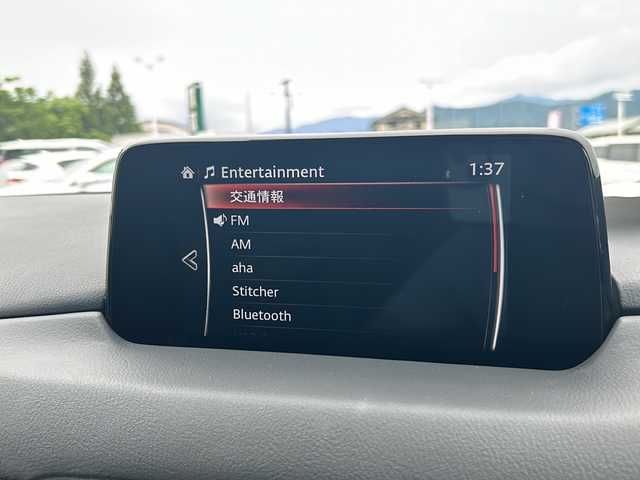 Entertainment
1:37
交通情報
FM
AM
aha
Stitcher
Bluetooth